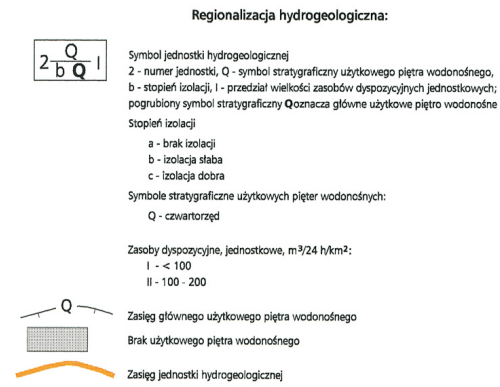 Regionalizacja hydrogeologiczna:
2 Q / b Q I
Symbol jednostki hydrogeologicznej
2 - numer jednostki, Q - symbol stratygraficzny użytkowego piętra wodonośnego,
b - stopień izolacji, I - przedział wielkości zasobów dyspozycyjnych jednostkowych;
pogrubiony symbol stratygraficzny Qoznacza główne użytkowe piętro wodonośne
Stopień izolacji
a - brak izolacji
b - izolacja słaba
c - izolacja dobra
Symbole stratygraficzne użytkowych pięter wodonośnych:
Q - czwartorzęd
Zasoby dyspozycyjne, jednostkowe, m³/24 h/km²:
I - < 100
II - 100 - 200
Q
Zasięg głównego użytkowego piętra wodonośnego
Brak użytkowego piętra wodonośnego
Zasięg jednostki hydrogeologicznej